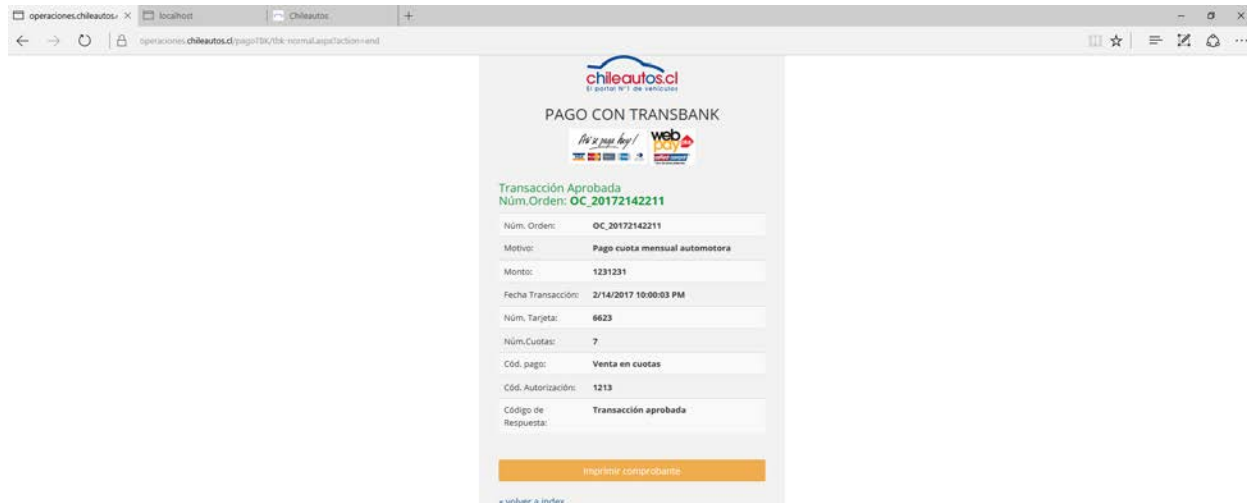 operaciones.chileautos.c
localhost
Chileautos
operaciones.chileautos.cl/pagoTBK/tbk-normal.aspx?action=end
chileautos.cl
El portal N°1 de vehículos
PAGO CON TRANSBANK
web
pay
Transacción Aprobada
Núm.Orden: OC_20172142211
Núm. Orden: OC_20172142211
Motivo: Pago cuota mensual automotora
Monto: 1231231
Fecha Transacción: 2/14/2017 10:00:03 PM
Núm. Tarjeta: 6623
Núm.Cuotas: 7
Cód. pago: Venta en cuotas
Cód. Autorización: 1213
Código de Transacción aprobada
Respuesta:
Imprimir comprobante
« volver a index